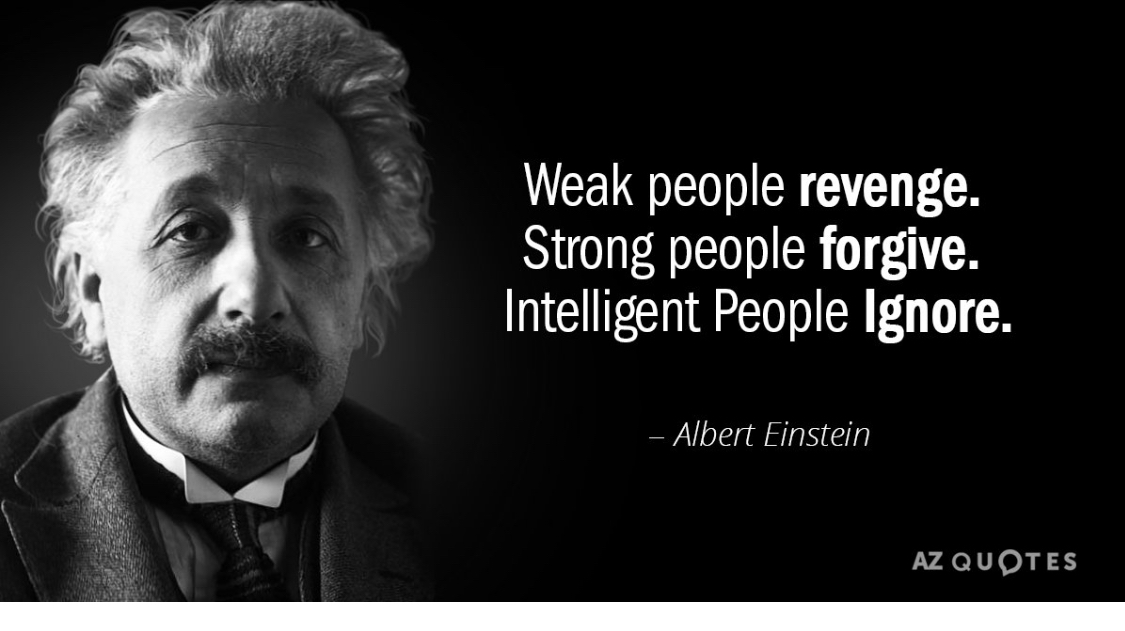 Weak people revenge.
Strong people forgive.
Intelligent People Ignore.
– Albert Einstein
AZ QUOTES